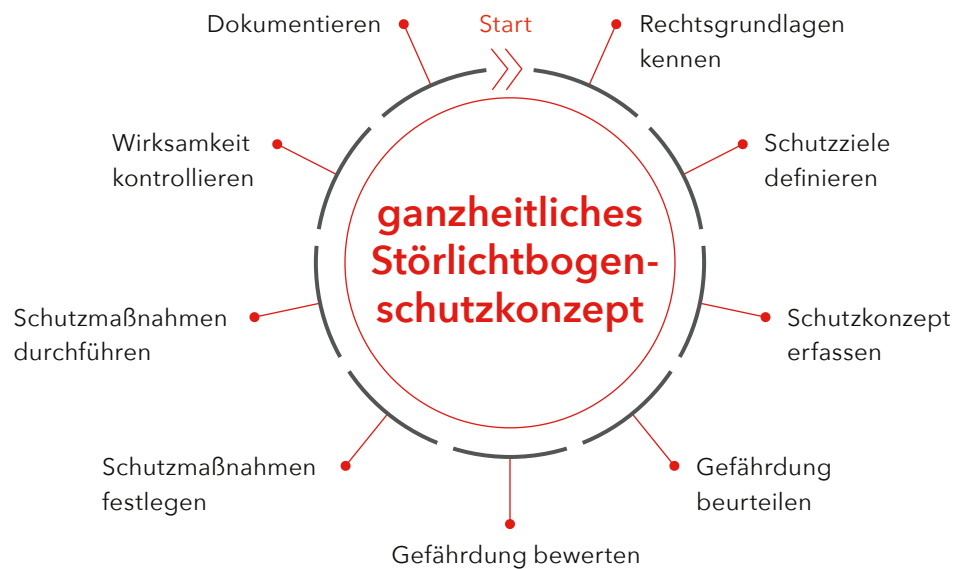 Start
Rechtsgrundlagen
kennen
Schutzziele
definieren
Schutzkonzept
erfassen
Gefährdung
beurteilen
Gefährdung bewerten
Schutzmaßnahmen
festlegen
Schutzmaßnahmen
durchführen
Wirksamkeit
kontrollieren
Dokumentieren
ganzheitliches
Störlichtbogen-
schutzkonzept